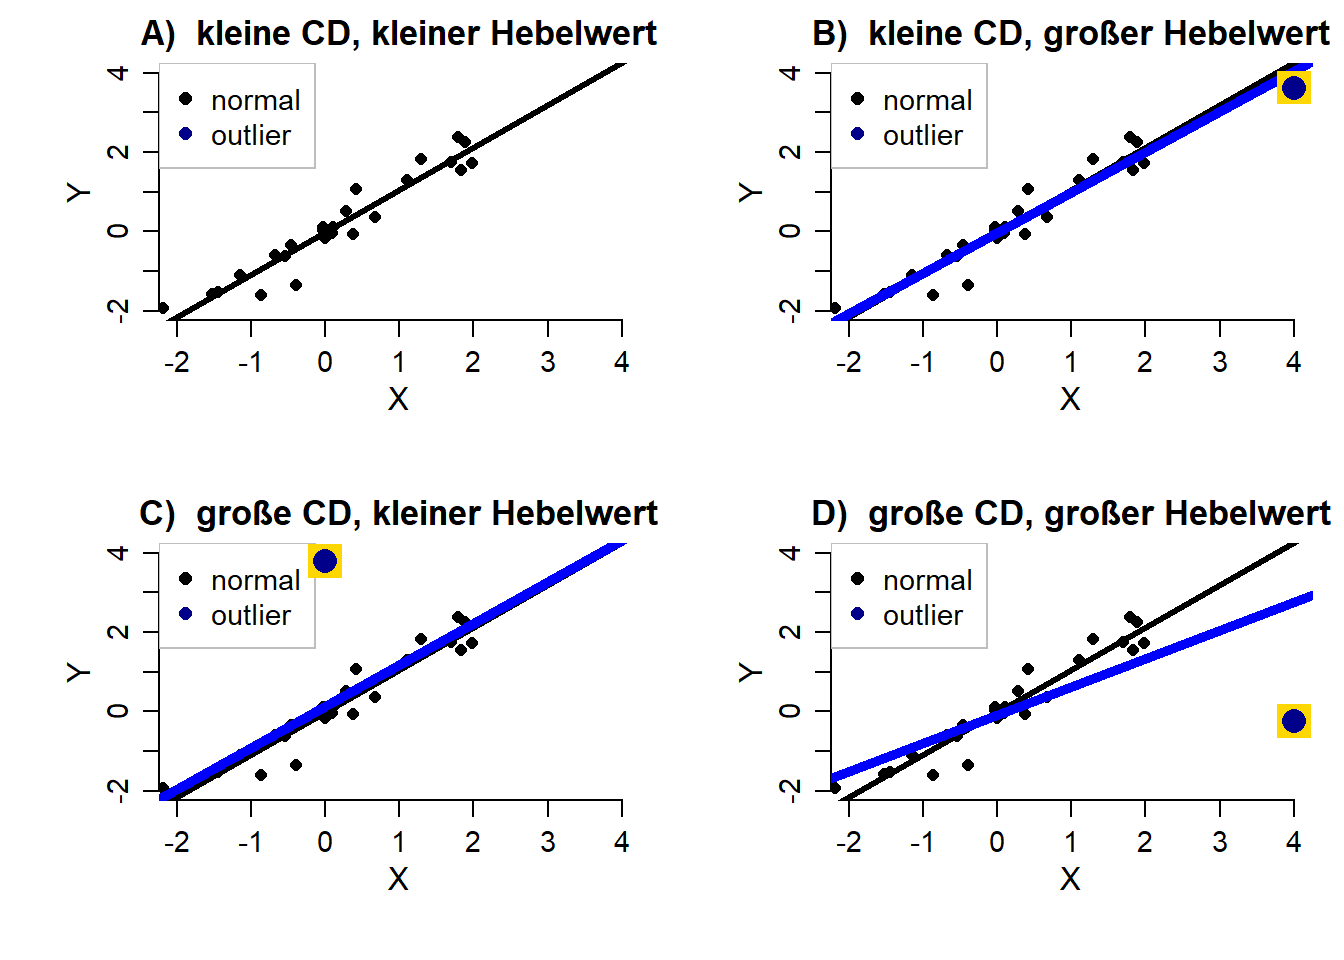 A)  kleine CD, kleiner Hebelwert
4
2
0
-2
Y
normal
outlier
-2 -1 0 1 2 3 4
X
B)  kleine CD, großer Hebelwert
4
2
0
-2
Y
normal
outlier
-2 -1 0 1 2 3 4
X
C)  große CD, kleiner Hebelwert
4
2
0
-2
Y
normal
outlier
-2 -1 0 1 2 3 4
X
D)  große CD, großer Hebelwert
4
2
0
-2
Y
normal
outlier
-2 -1 0 1 2 3 4
X